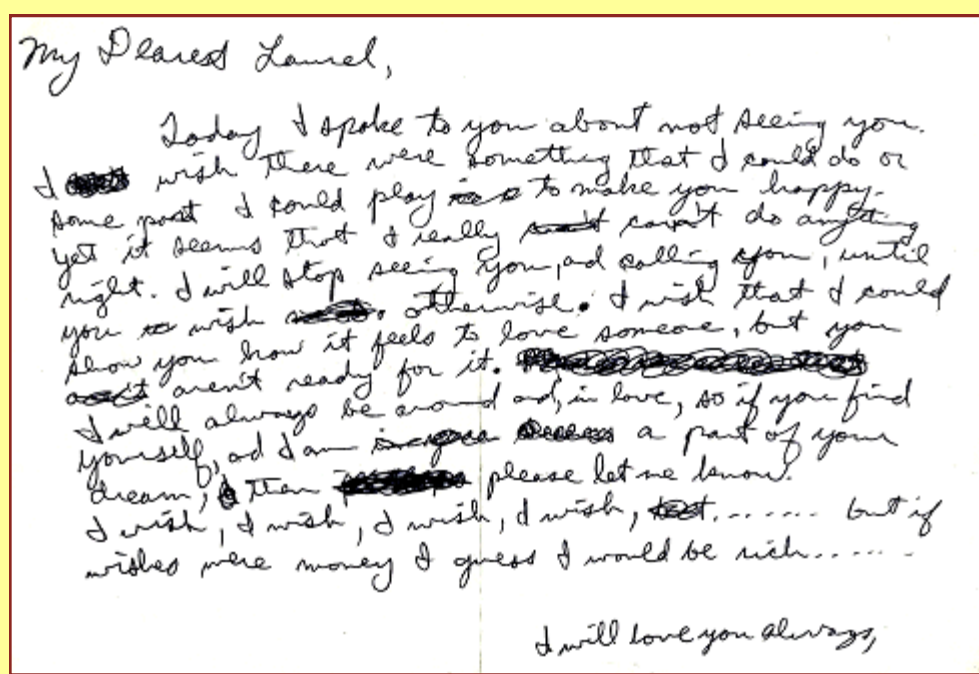 My Dearest Laurel,
Today I spoke to you about not seeing you.
I wish there were something that I could do or
some part I could play to make you happy.
Yet it seems that I really can't do anything
right. I will stop seeing you, and calling you, until
you wish otherwise. I wish that I could
show you how it feels to love someone, but you
aren't ready for it.
I will always be around and, in love, so if you find
yourself, and I am a part of your
dream, then please let me know.
I wish, I wish, I wish, I wish, ....... but if
wishes were money I guess I would be rich......
I will love you always,